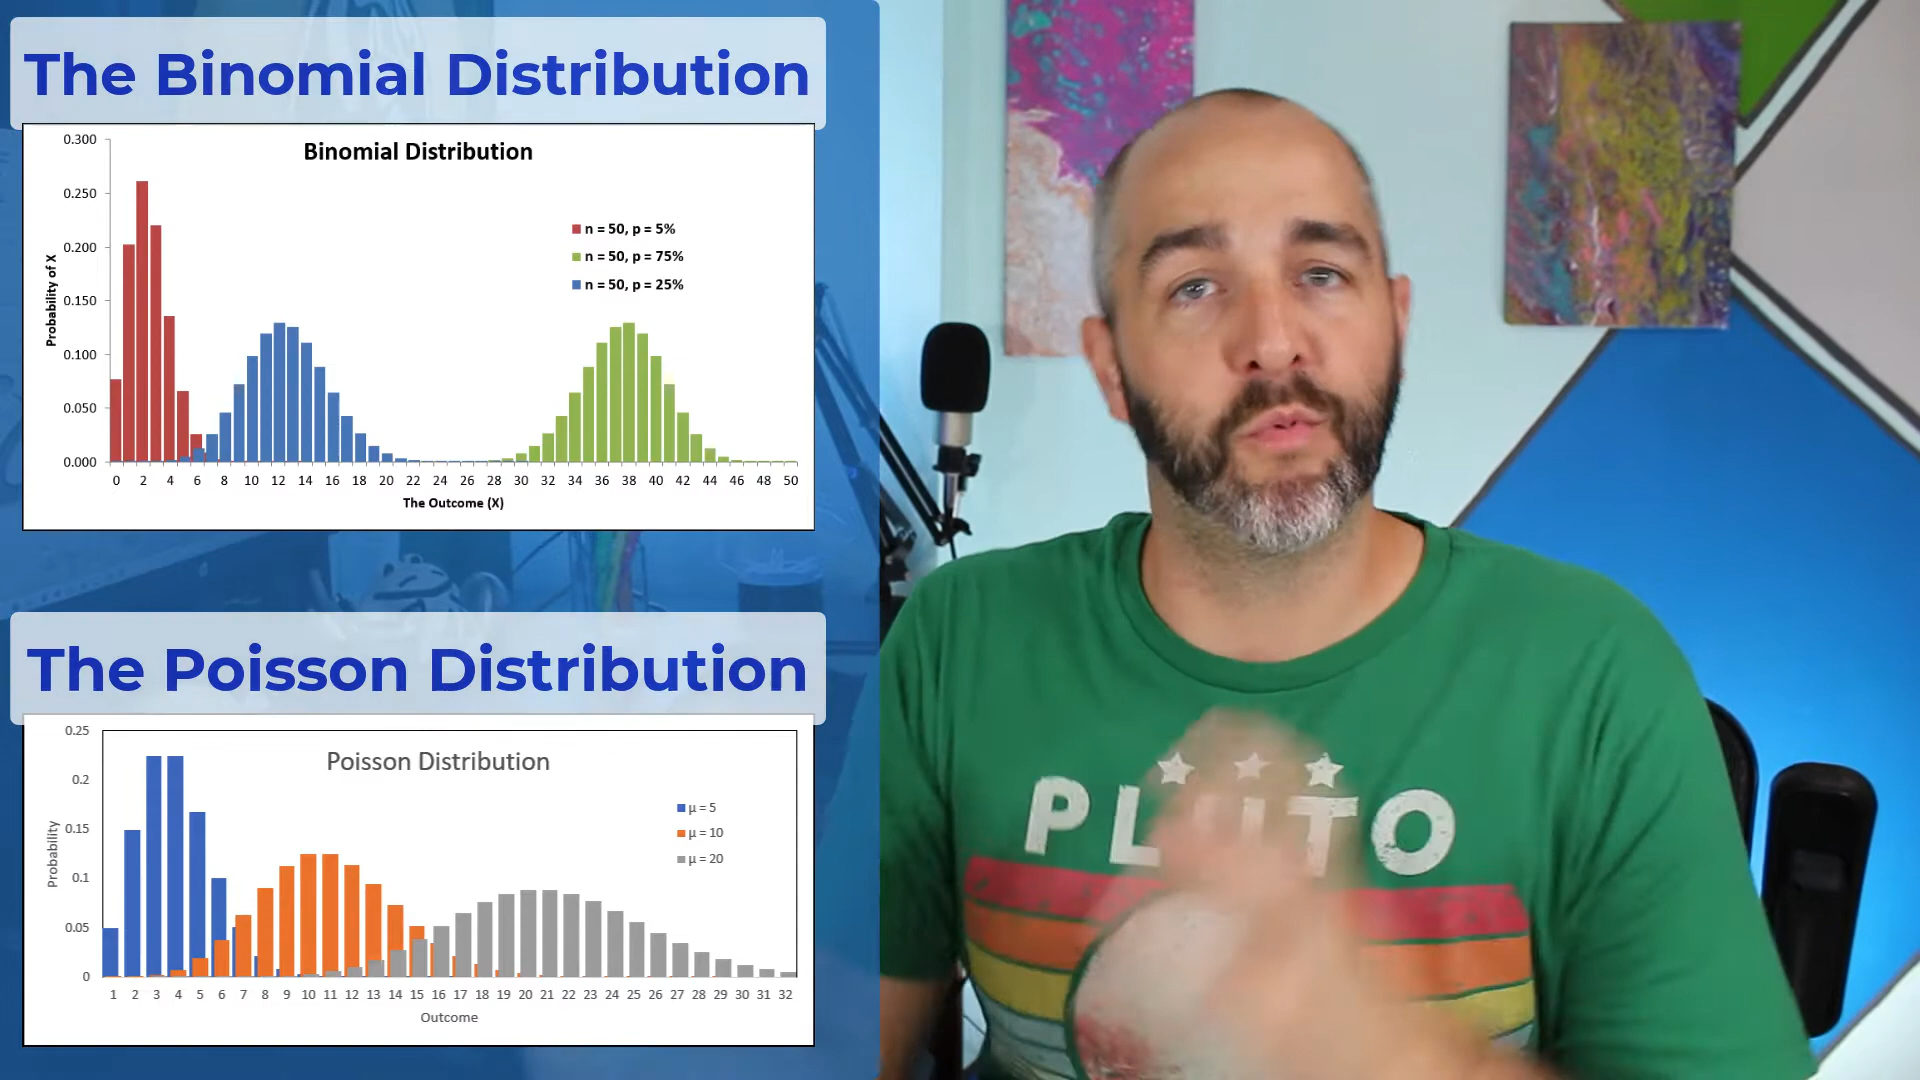 The Binomial Distribution
Binomial Distribution
0.300
0.250
0.200
0.150
0.100
0.050
0.000
Probability of X
n = 50, p = 5%
n = 50, p = 75%
n = 50, p = 25%
0 2 4 6 8 10 12 14 16 18 20 22 24 26 28 30 32 34 36 38 40 42 44 46 48 50
The Outcome (X)
The Poisson Distribution
Poisson Distribution
0.25
0.2
0.15
0.1
0.05
0
Probability
μ = 5
μ = 10
μ = 20
1 2 3 4 5 6 7 8 9 10 11 12 13 14 15 16 17 18 19 20 21 22 23 24 25 26 27 28 29 30 31 32
Outcome
PLUTO